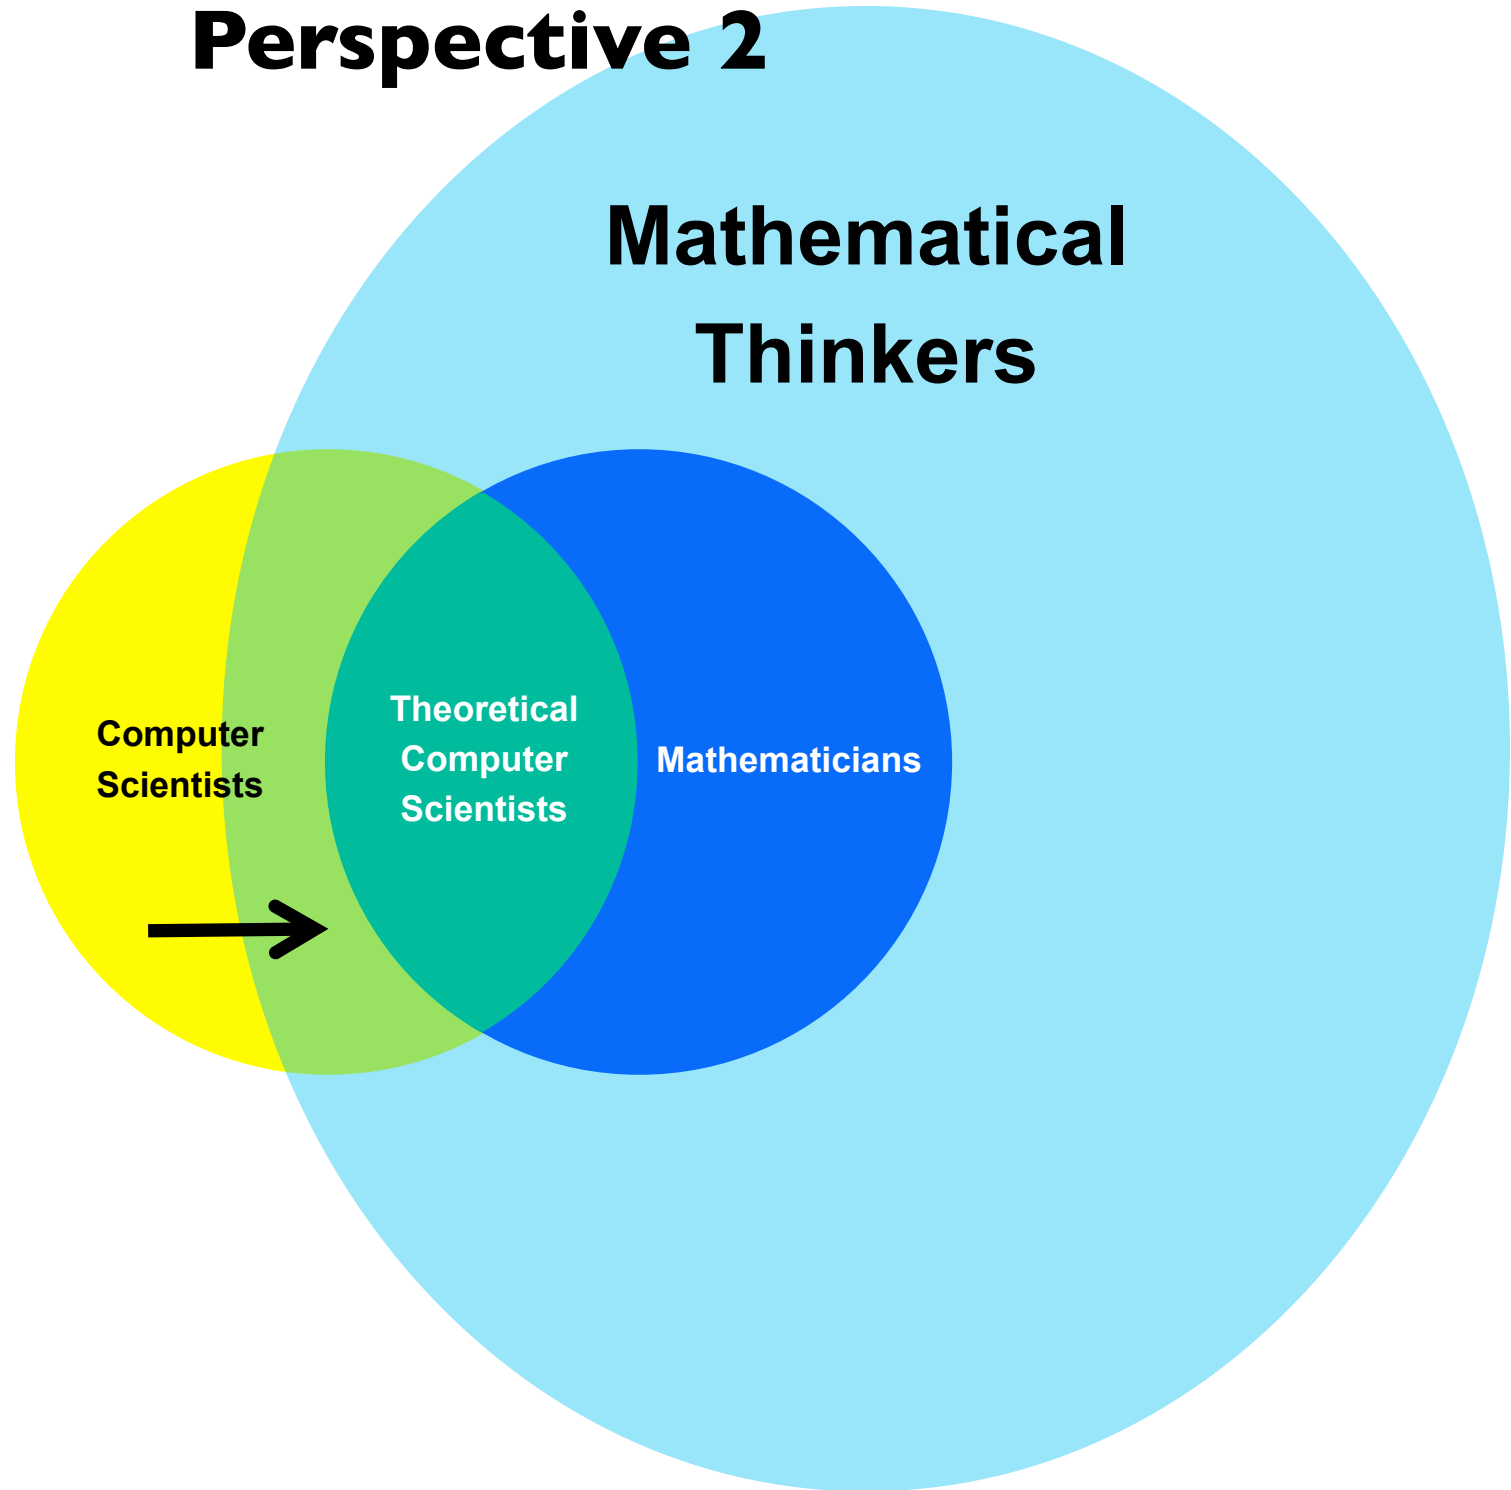 Perspective 2
Mathematical
Thinkers
Computer
Scientists
Theoretical
Computer
Scientists
Mathematicians